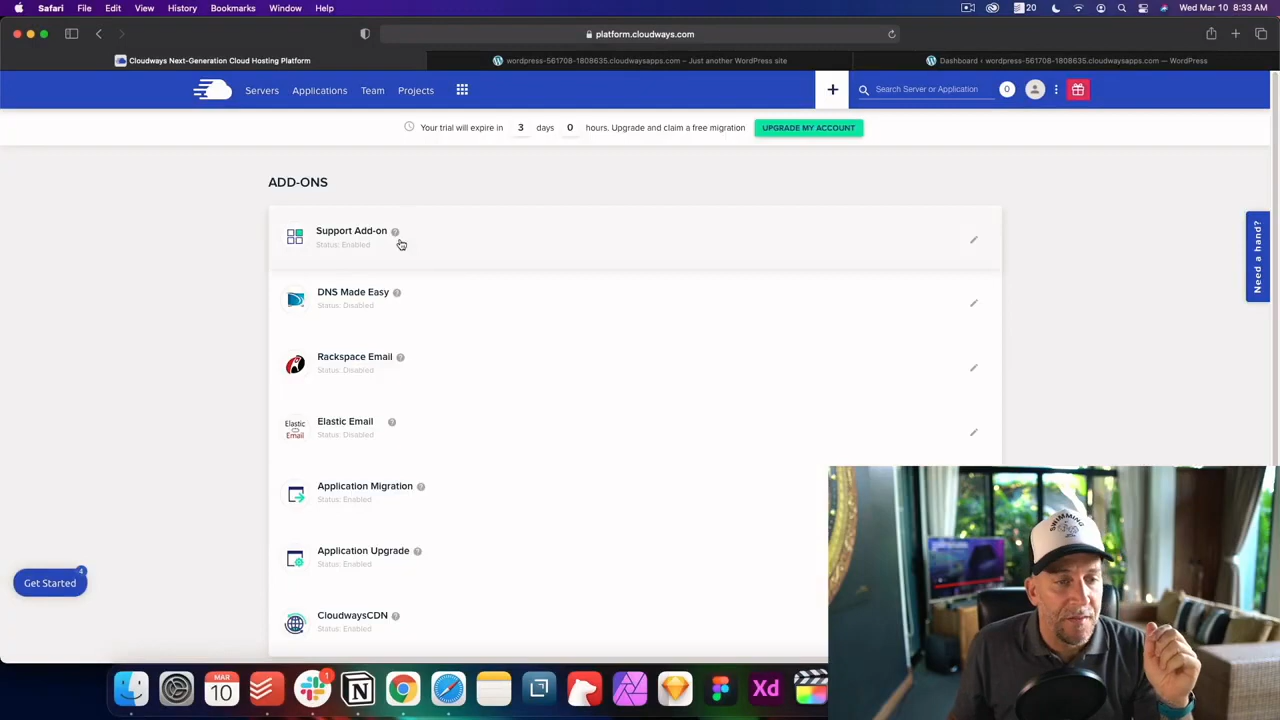 Safari File Edit View History Bookmarks Window Help
20 Wed Mar 10 8:33 AM
platform.cloudways.com
Cloudways Next-Generation Cloud Hosting Platform
wordpress-561708-1808635.cloudwaysapps.com – Just another WordPress site
Dashboard ‹ wordpress-561708-1808635.cloudwaysapps.com — WordPress
Servers Applications Team Projects
+ Search Server or Application 0
Your trial will expire in 3 days 0 hours. Upgrade and claim a free migration UPGRADE MY ACCOUNT
ADD-ONS
Support Add-on ?
Status: Enabled
DNS Made Easy ?
Status: Disabled
Rackspace Email ?
Status: Disabled
Elastic Email
Elastic Email ?
Status: Disabled
Application Migration ?
Status: Enabled
Application Upgrade ?
Status: Enabled
CloudwaysCDN ?
Status: Enabled
Need a hand?
Get Started 4
SWIMMING
MAR
10
1
Xd